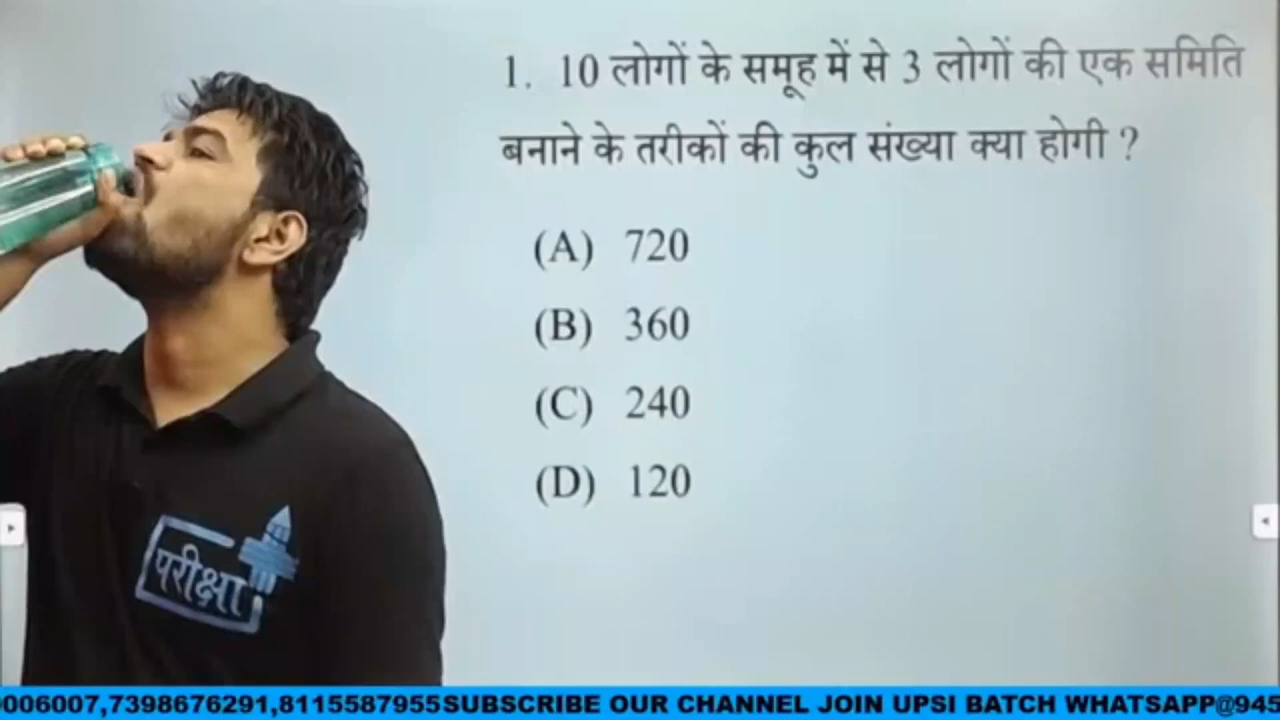 1. 10 लोगों के समूह में से 3 लोगों की एक समिति
बनाने के तरीकों की कुल संख्या क्या होगी ?
(A) 720
(B) 360
(C) 240
(D) 120
परीक्षा
006007,7398676291,8115587955SUBSCRIBE OUR CHANNEL JOIN UPSI BATCH WHATSAPP@945